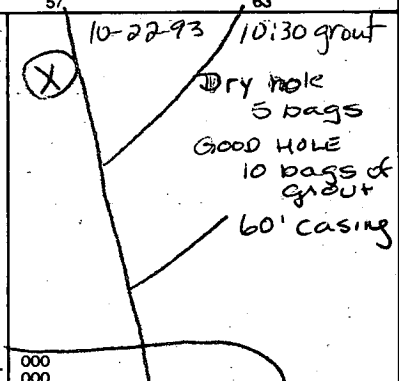 57 63
10-22-93 10:30 grout
X
Dry hole
5 bags
GOOD HOLE
10 bags of
grout
60' casing
000
000